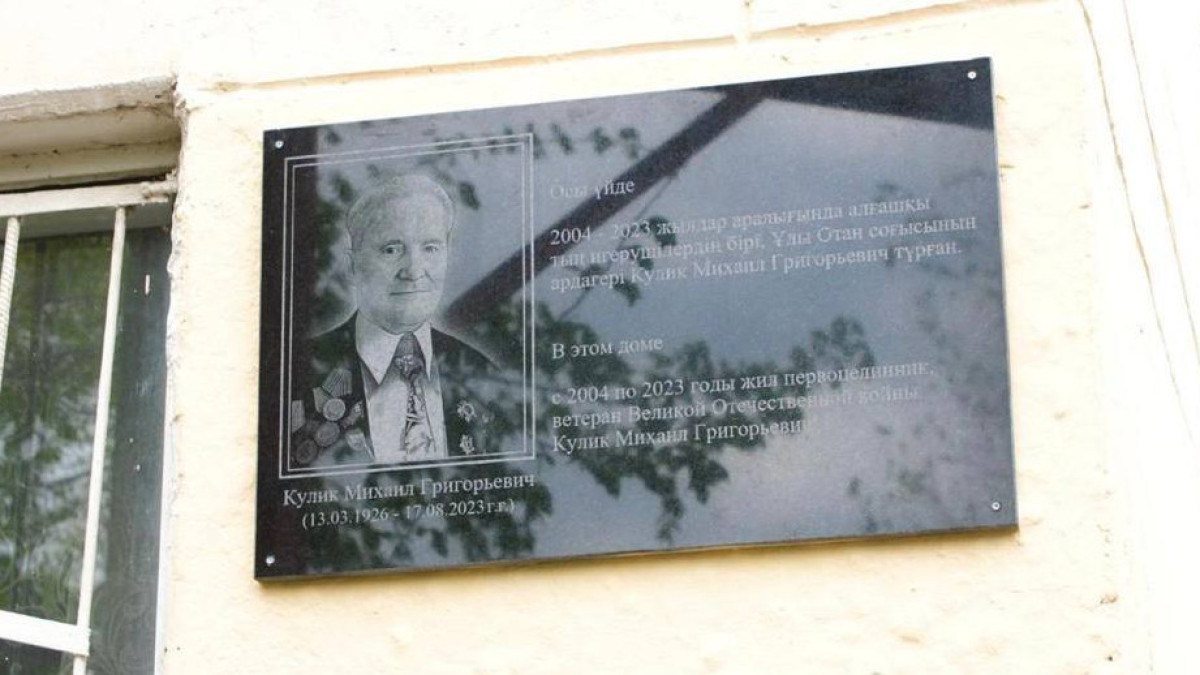 Кулик Михаил Григорьевич
(13.03.1926 - 17.08.2023 г.г.)
Осы үйде
2004 - 2023 жылдар аралығында алғашқы
тың игерушілердің бірі, Ұлы Отан соғысының
ардагері Кулик Михаил Григорьевич тұрған.
В этом доме
с 2004 по 2023 годы жил первоцелинник,
ветеран Великой Отечественной войны
Кулик Михаил Григорьевич